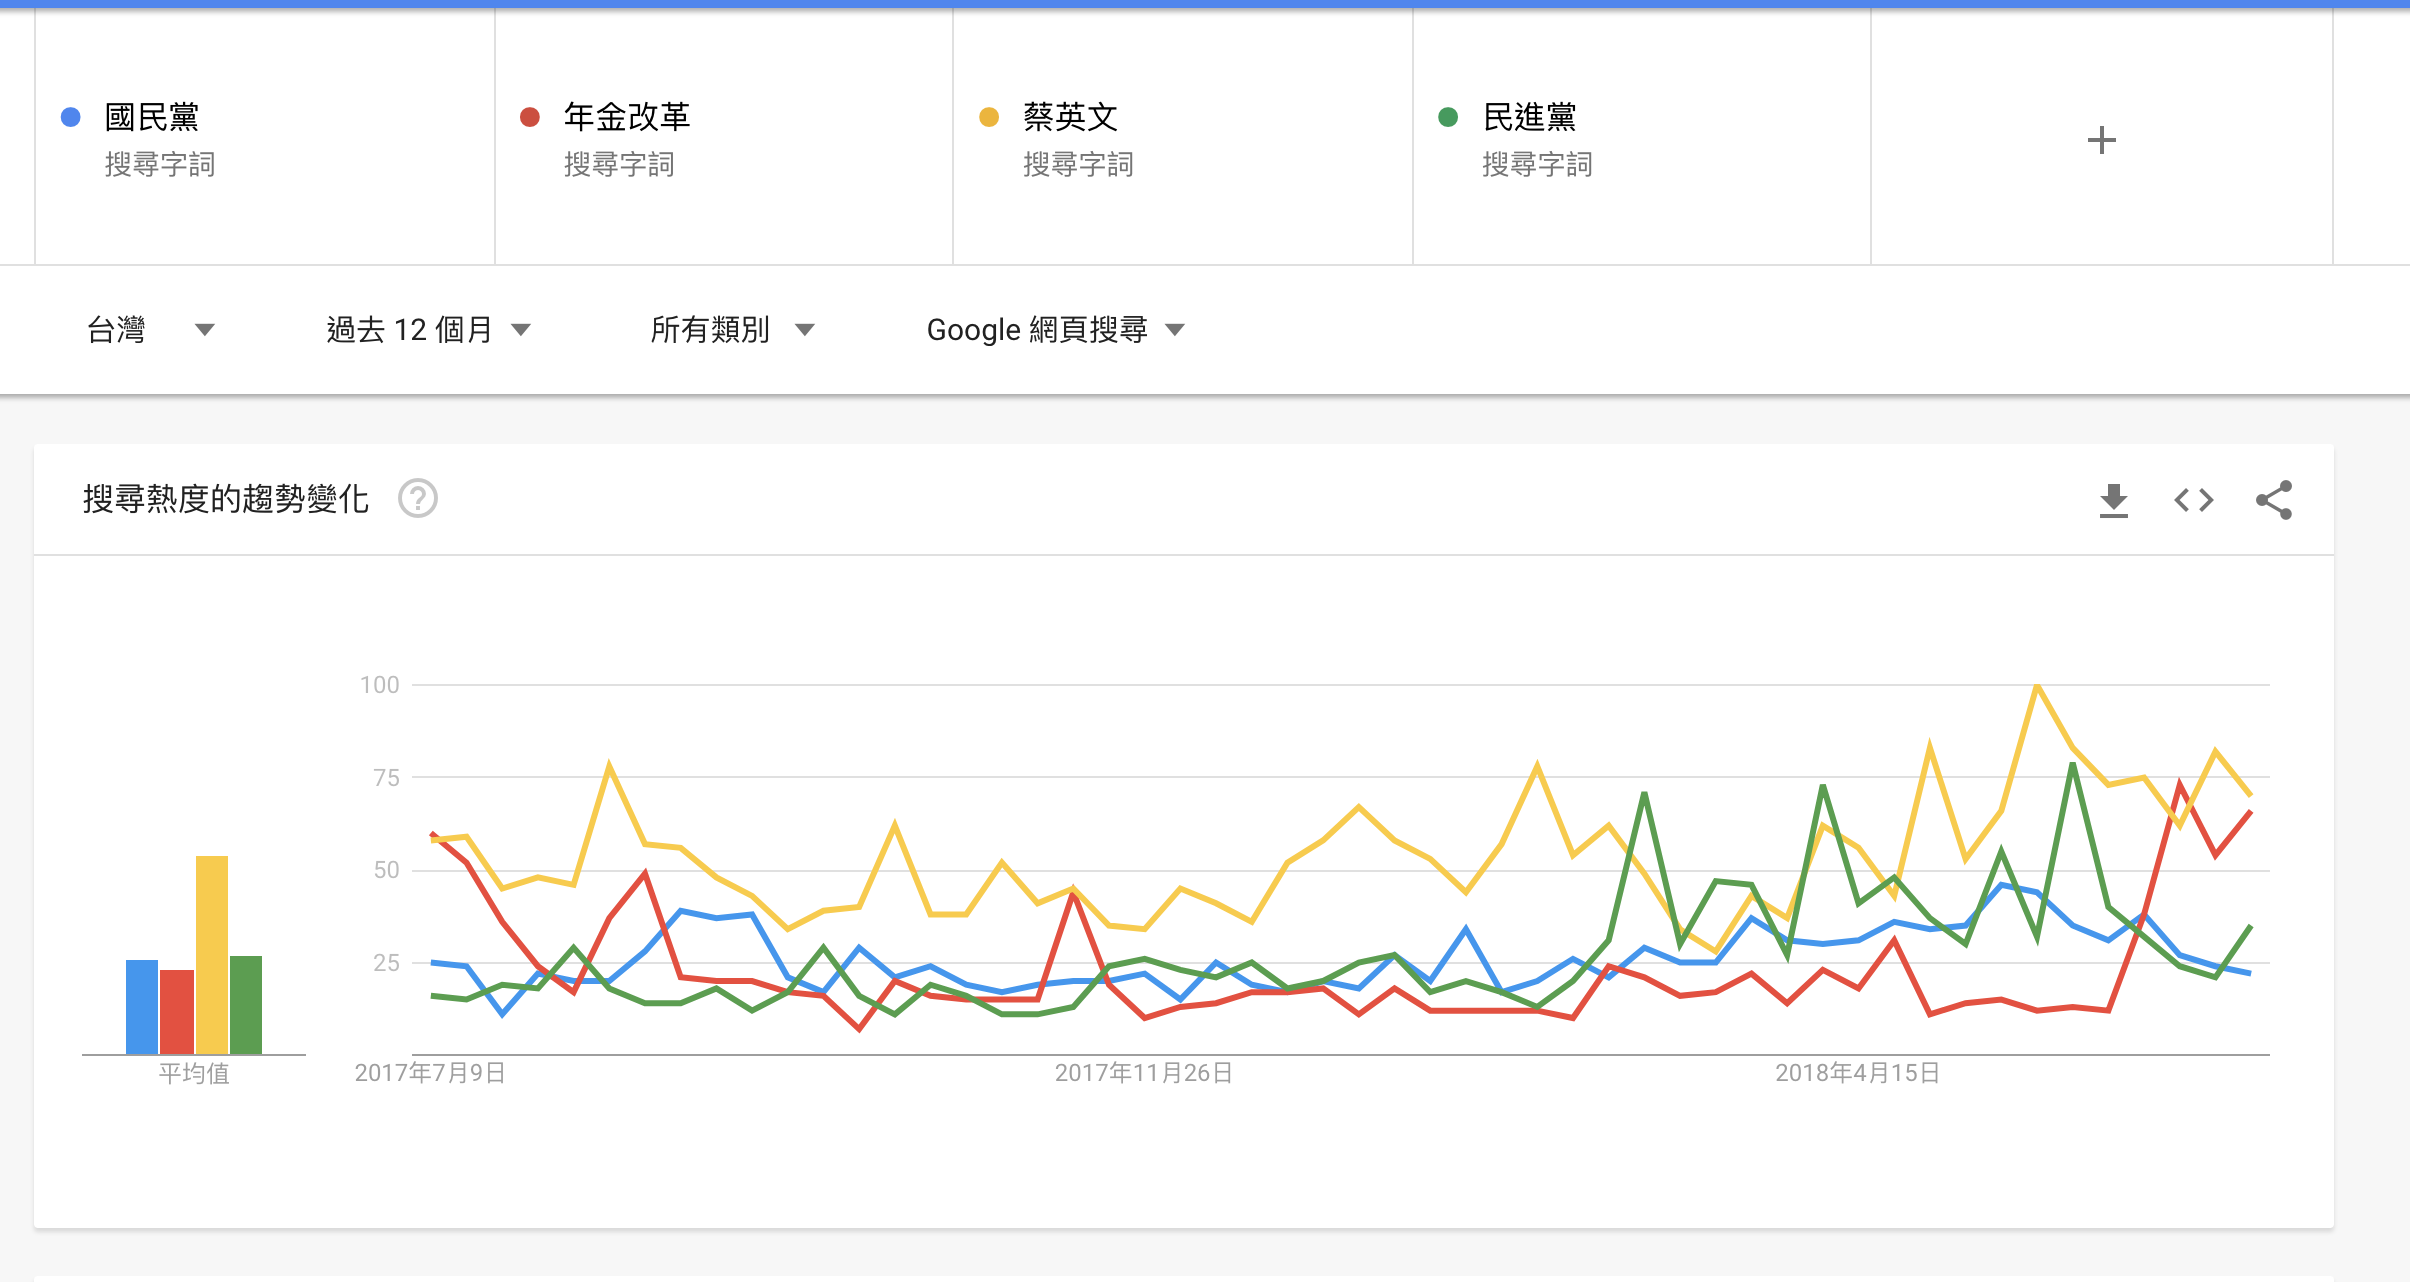 國民黨
搜尋字詞
年金改革
搜尋字詞
蔡英文
搜尋字詞
民進黨
搜尋字詞
+
台灣
過去 12 個月
所有類別
Google 網頁搜尋
搜尋熱度的趨勢變化
?
100
75
50
25
平均值
2017年7月9日
2017年11月26日
2018年4月15日